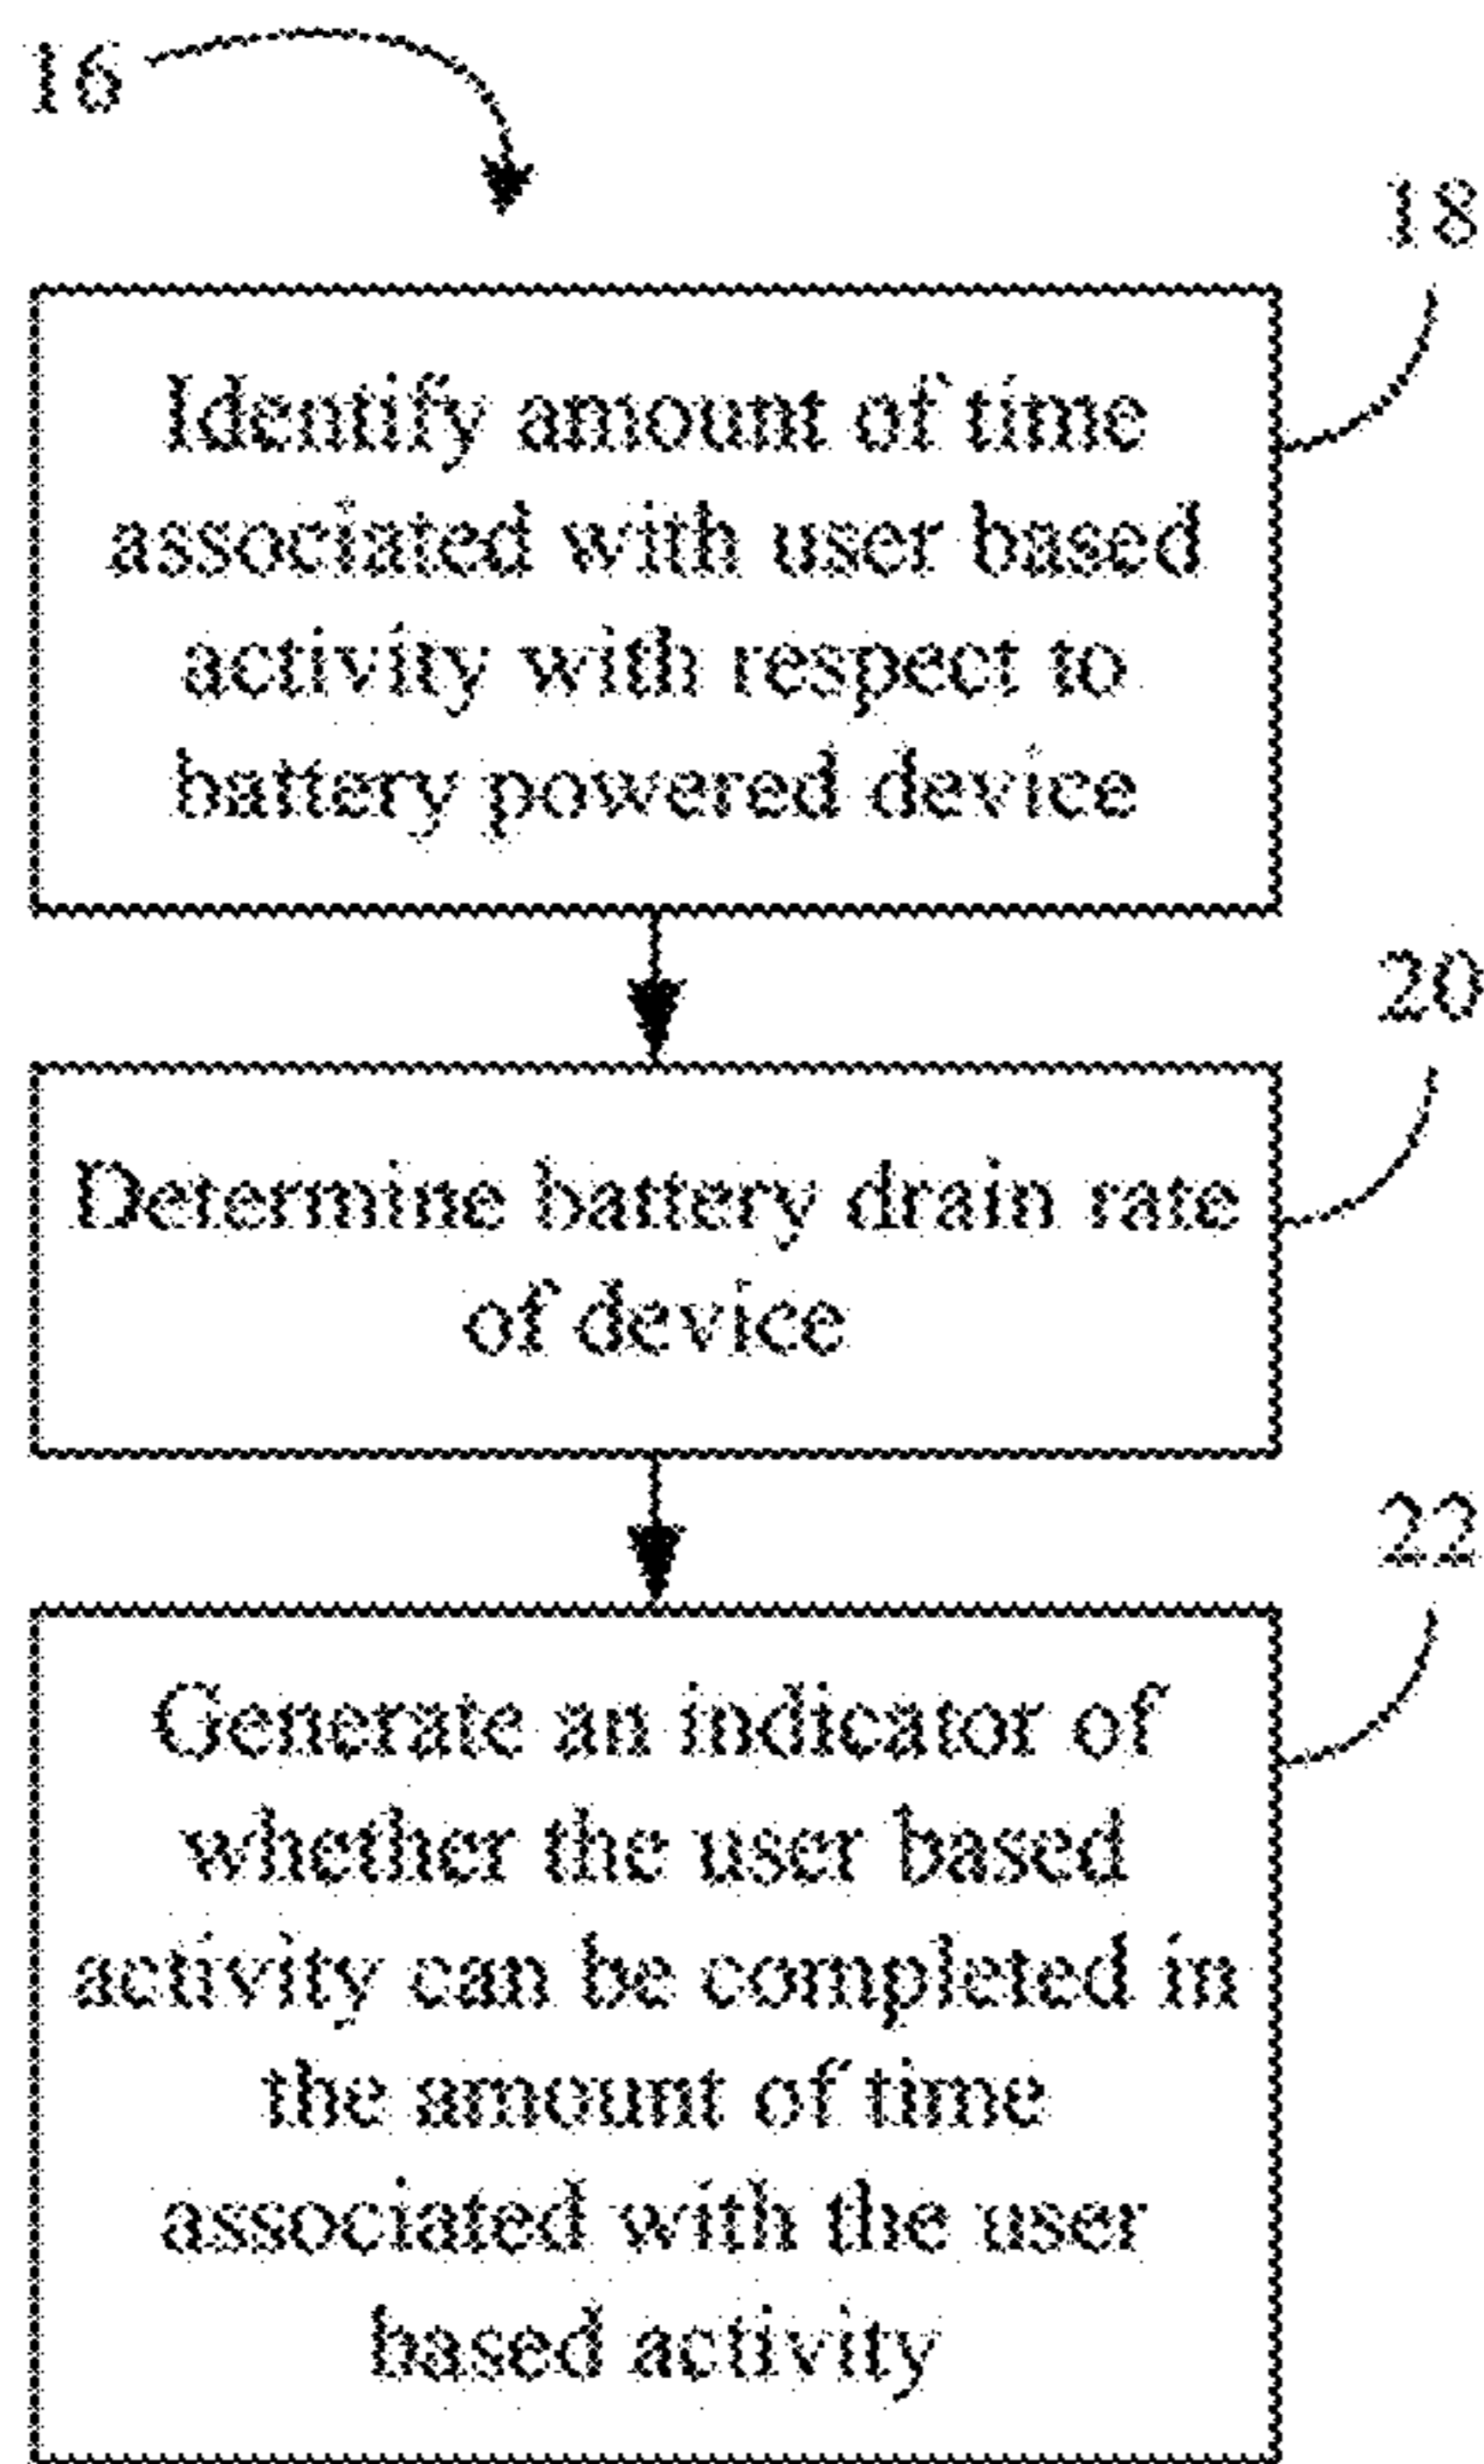 16
18
Identify amount of time
associated with user based
activity with respect to
battery powered device
20
Determine battery drain rate
of device
22
Generate an indicator of
whether the user based
activity can be completed in
the amount of time
associated with the user
based activity